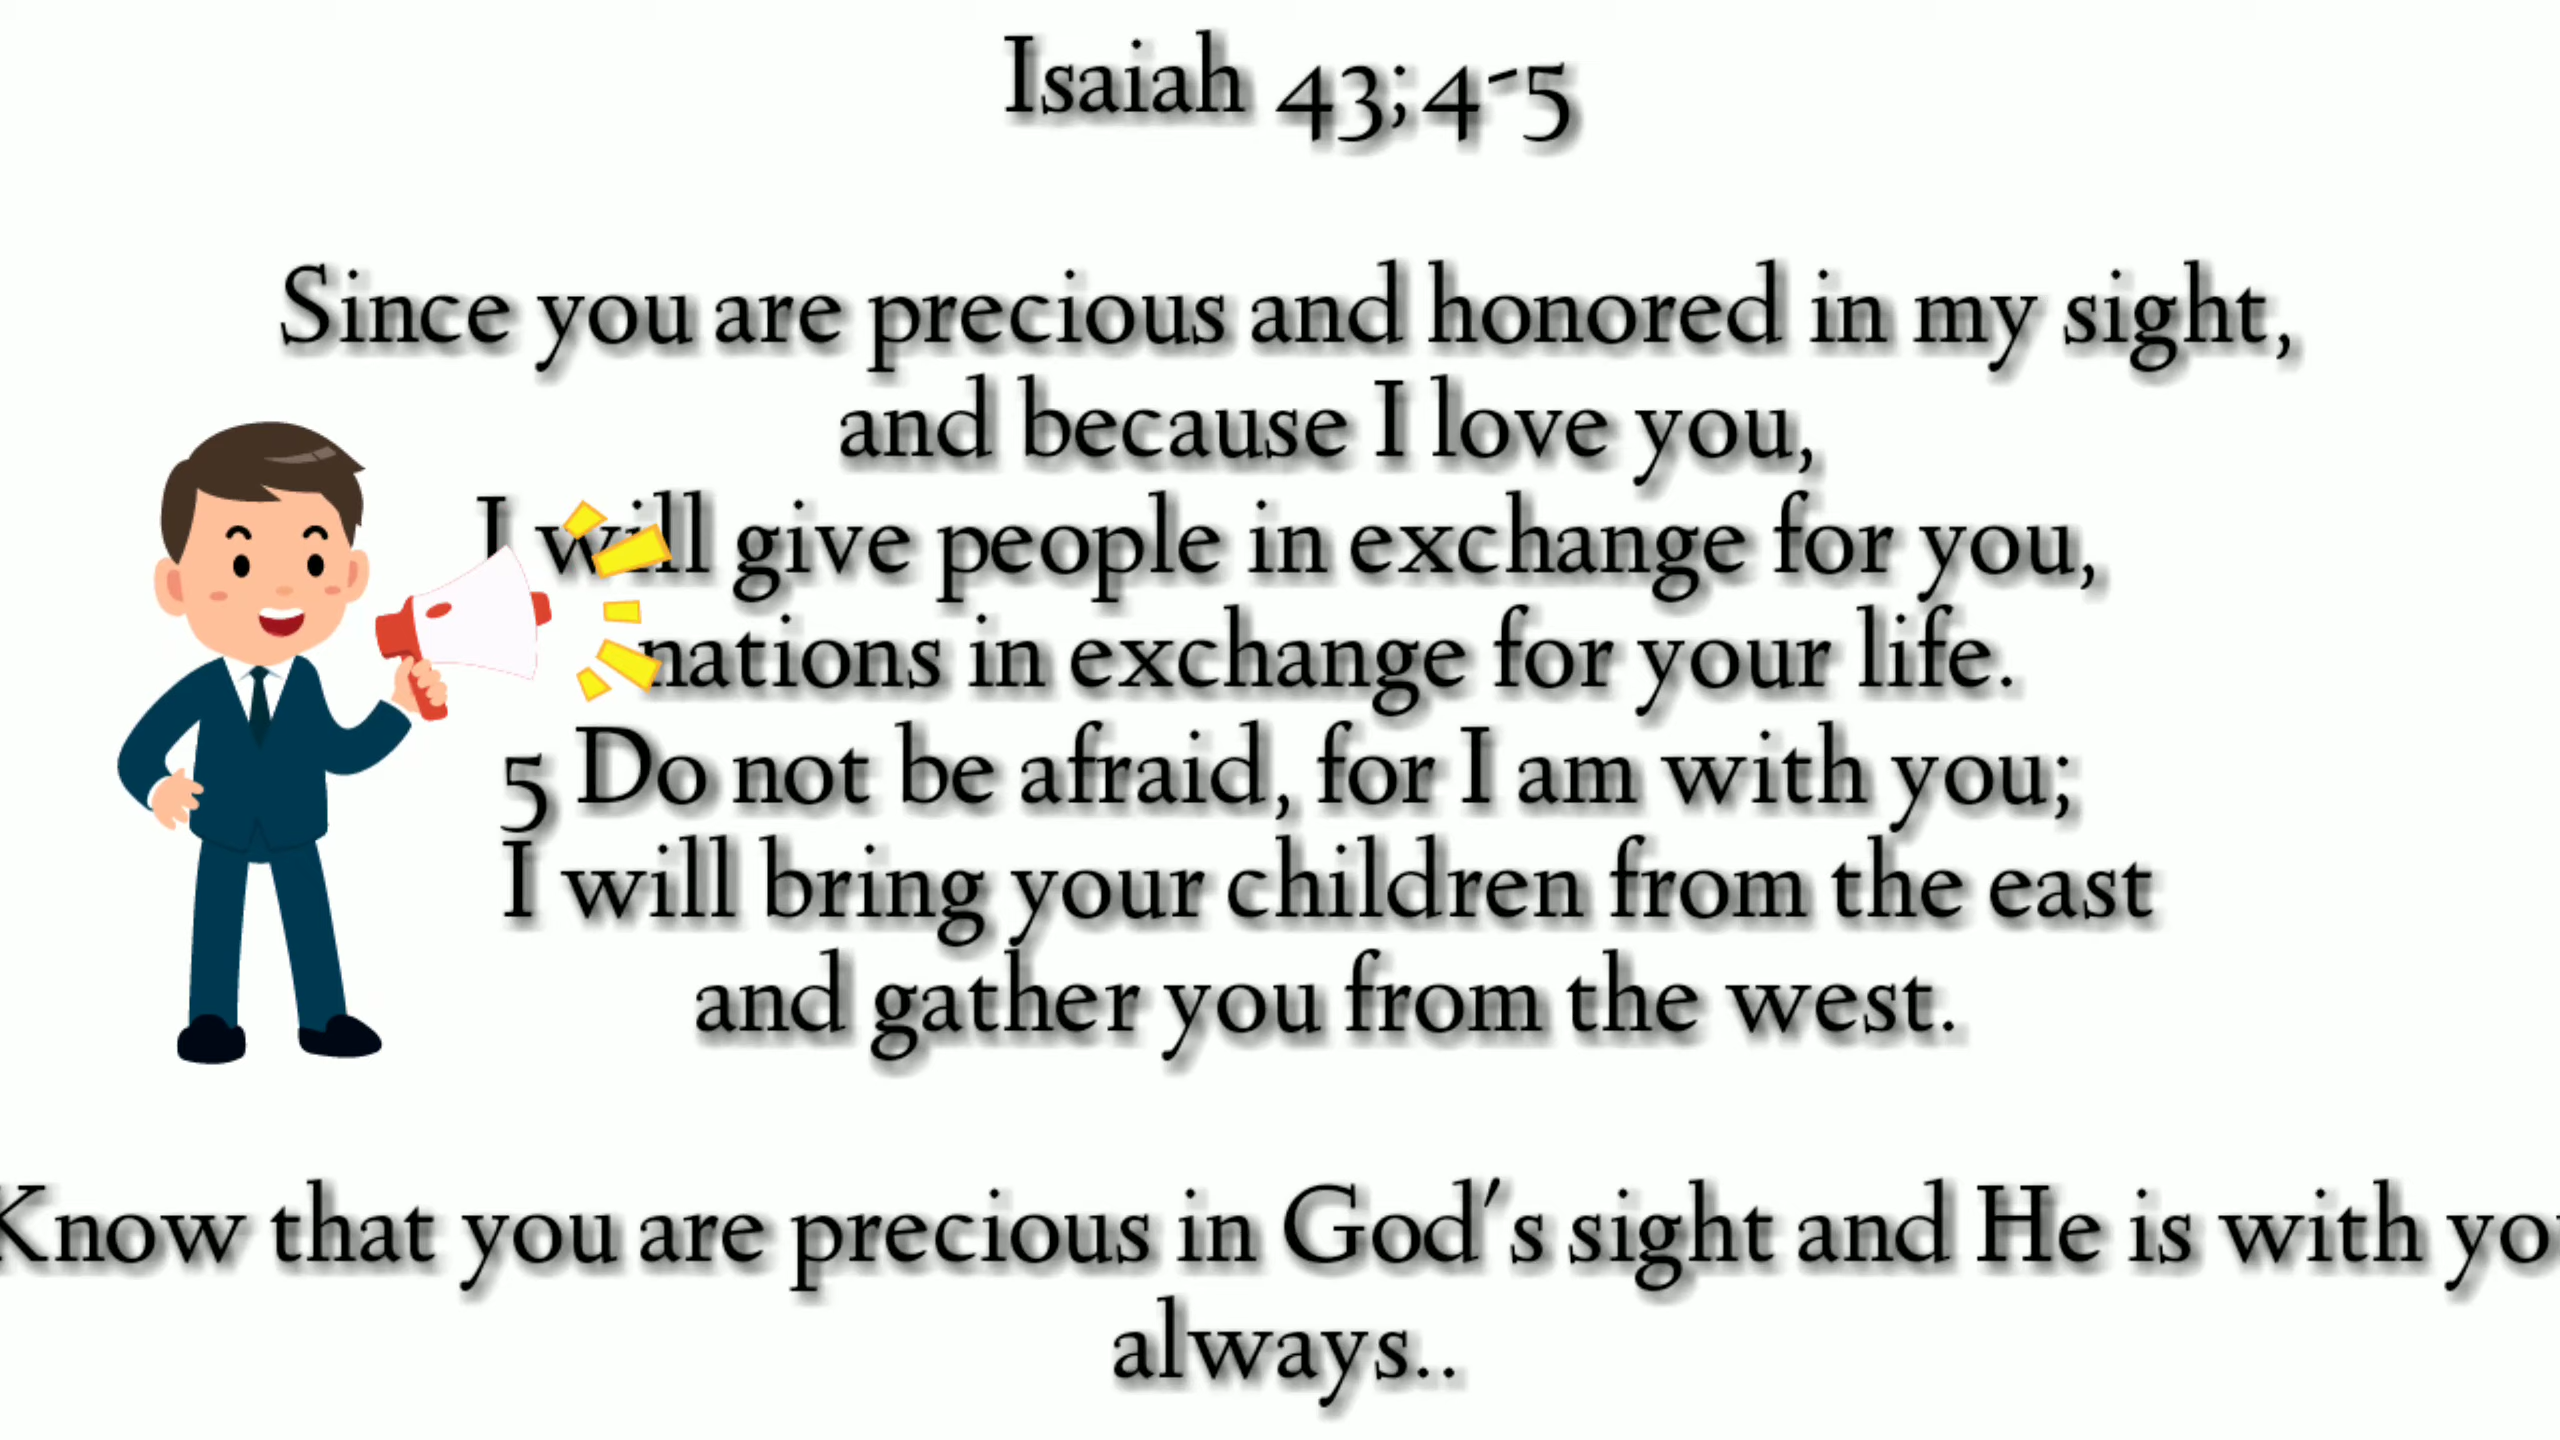 Isaiah 43;4-5
Since you are precious and honored in my sight,
and because I love you,
I will give people in exchange for you,
nations in exchange for your life.
5 Do not be afraid, for I am with you;
I will bring your children from the east
and gather you from the west.
Know that you are precious in God's sight and He is with you
always..